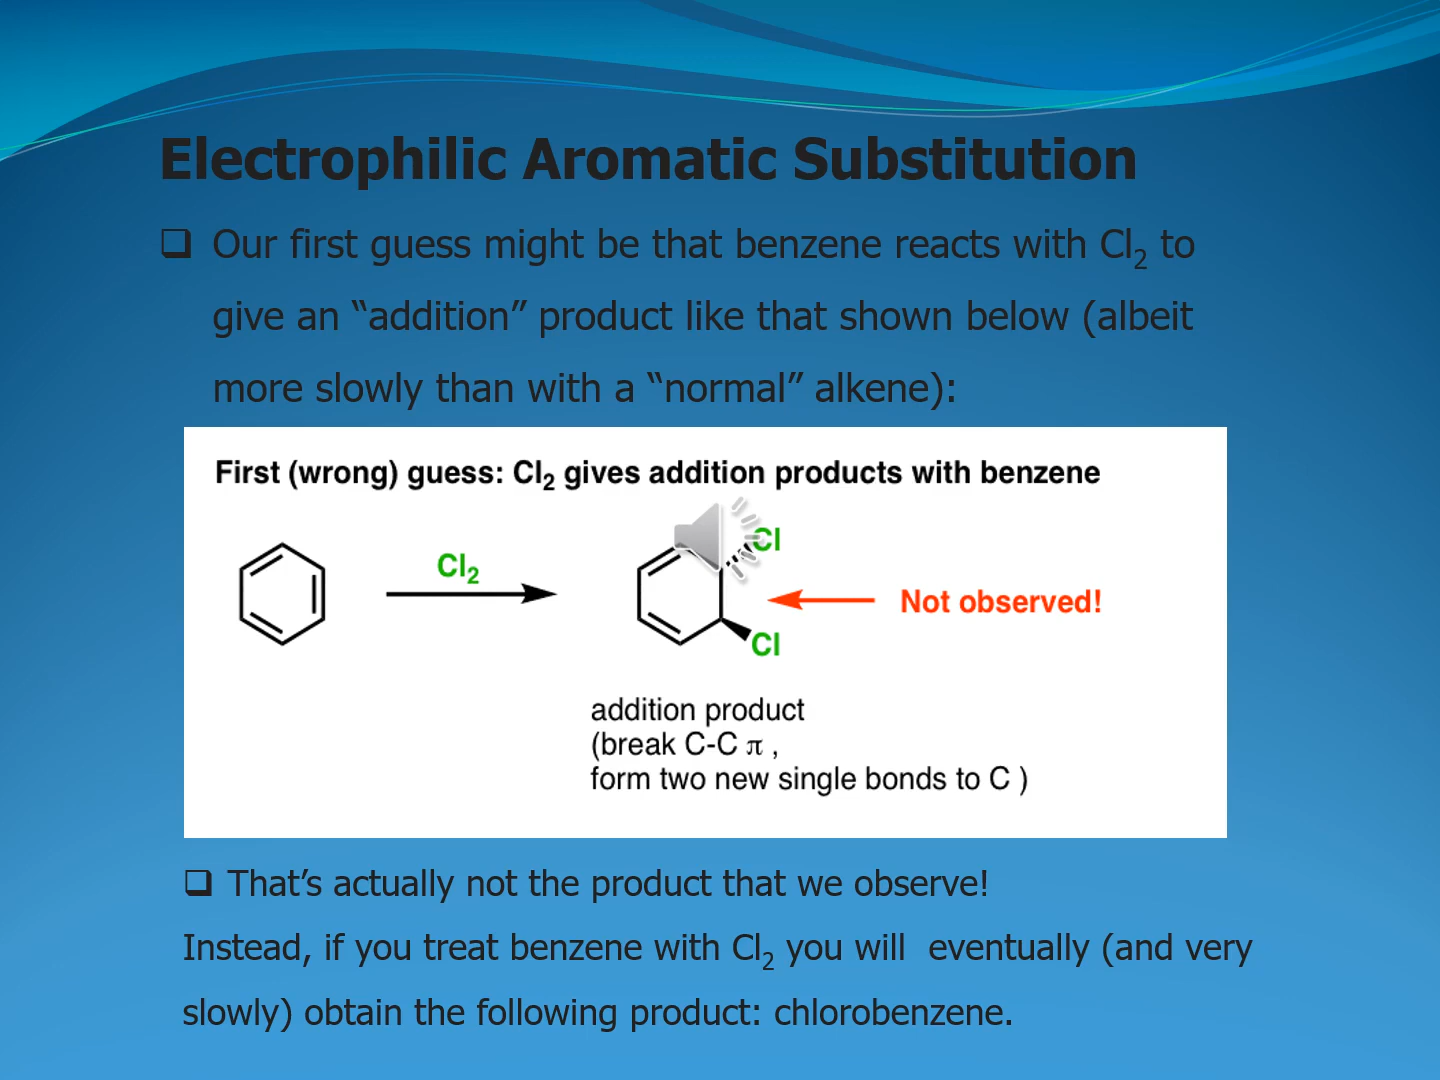 Electrophilic Aromatic Substitution
❑ Our first guess might be that benzene reacts with Cl₂ to
give an “addition” product like that shown below (albeit
more slowly than with a “normal” alkene):
First (wrong) guess: Cl₂ gives addition products with benzene
Cl₂
Cl
Not observed!
Cl
addition product
(break C-C π ,
form two new single bonds to C )
❑ That’s actually not the product that we observe!
Instead, if you treat benzene with Cl₂ you will  eventually (and very
slowly) obtain the following product: chlorobenzene.